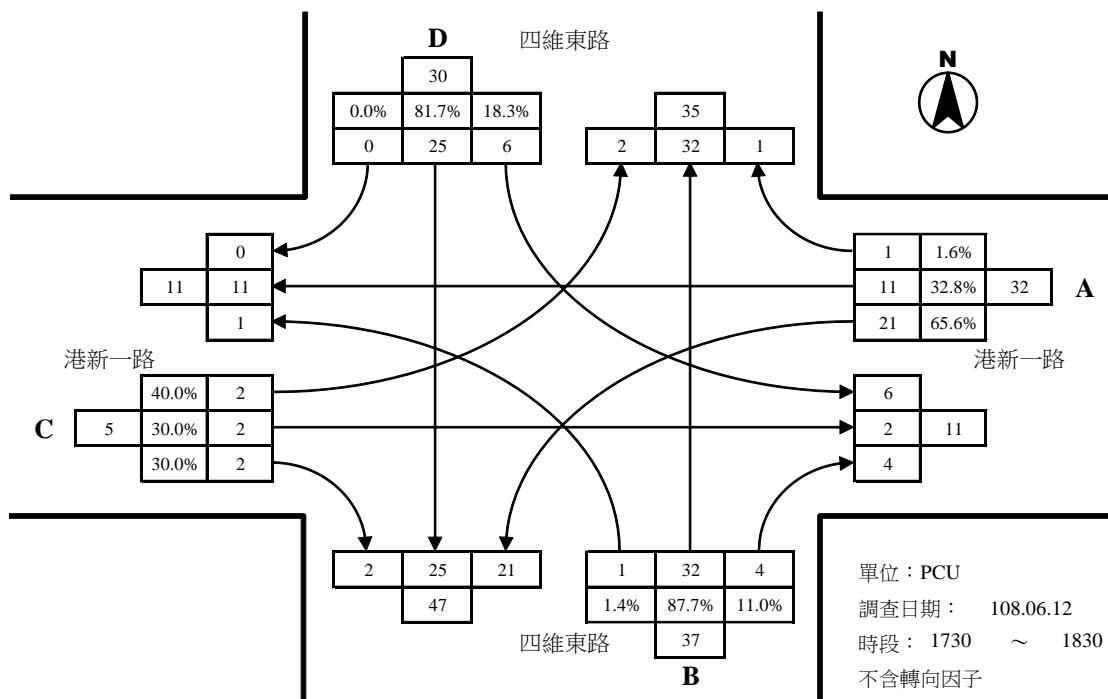 D 四維東路
N
30
0.0% 81.7% 18.3%
0 25 6
35
2 32 1
0
11 11
1
1 1.6%
11 32.8% 32
21 65.6%
A
港新一路
港新一路
40.0% 2
C 5 30.0% 2
30.0% 2
6
2 11
4
2 25 21
47
1 32 4
1.4% 87.7% 11.0%
37
四維東路
B
單位：PCU
調查日期： 108.06.12
時段： 1730 ～ 1830
不含轉向因子